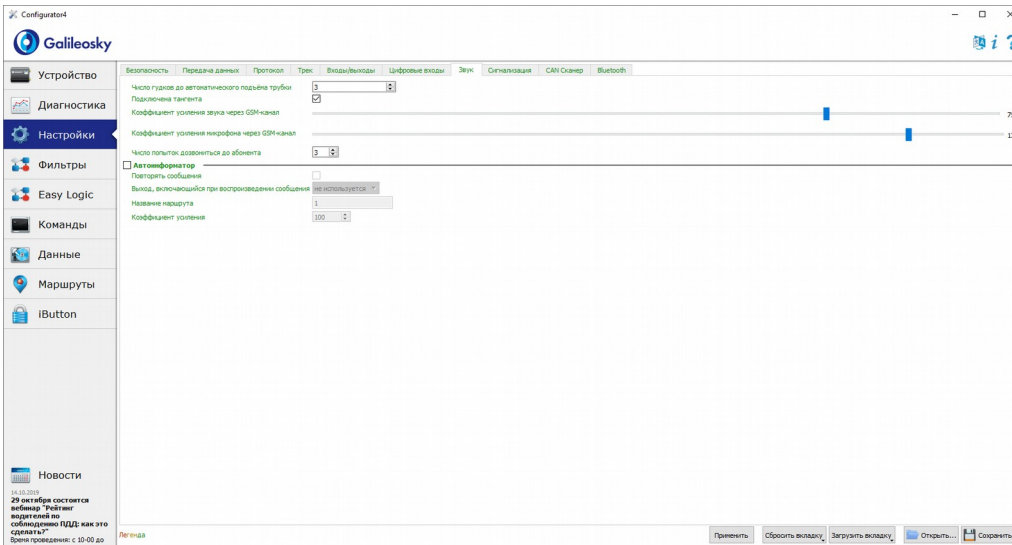 Configurator4
Galileosky
Устройство
Диагностика
Настройки
Фильтры
Easy Logic
Команды
Данные
Маршруты
iButton
Новости
14.10.2019
29 октября состоится
вебинар "Рейтинг
водителей по
соблюдению ПДД: как это
сделать?"
Время проведения: с 10-00 до
Безопасность Передача данных Протокол Трек Входы/выходы Цифровые входы Звук Сигнализация CAN Сканер Bluetooth
Число гудков до автоматического подъёма трубки 3
Подключена тангента
Коэффициент усиления звука через GSM-канал
Коэффициент усиления микрофона через GSM-канал
Число попыток дозвониться до абонента 3
Автоинформатор
Повторять сообщения
Выход, включающийся при воспроизведении сообщения не используется
Название маршрута 1
Коэффициент усиления 100
Легенда
Применить Сбросить вкладку Загрузить вкладку Открыть... Сохранить